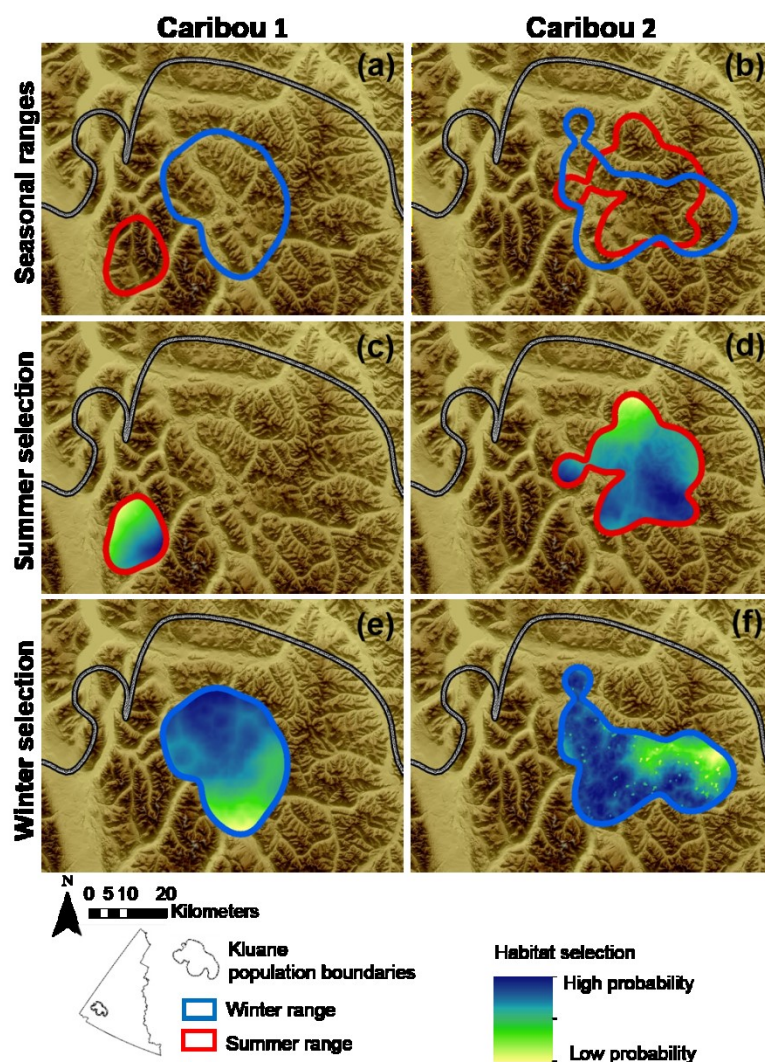 Caribou 1
Caribou 2
Seasonal ranges
(a)
(b)
Summer selection
(c)
(d)
Winter selection
(e)
(f)
N
0 5 10 20
Kilometers
Kluane
population boundaries
Winter range
Summer range
Habitat selection
High probability
Low probability